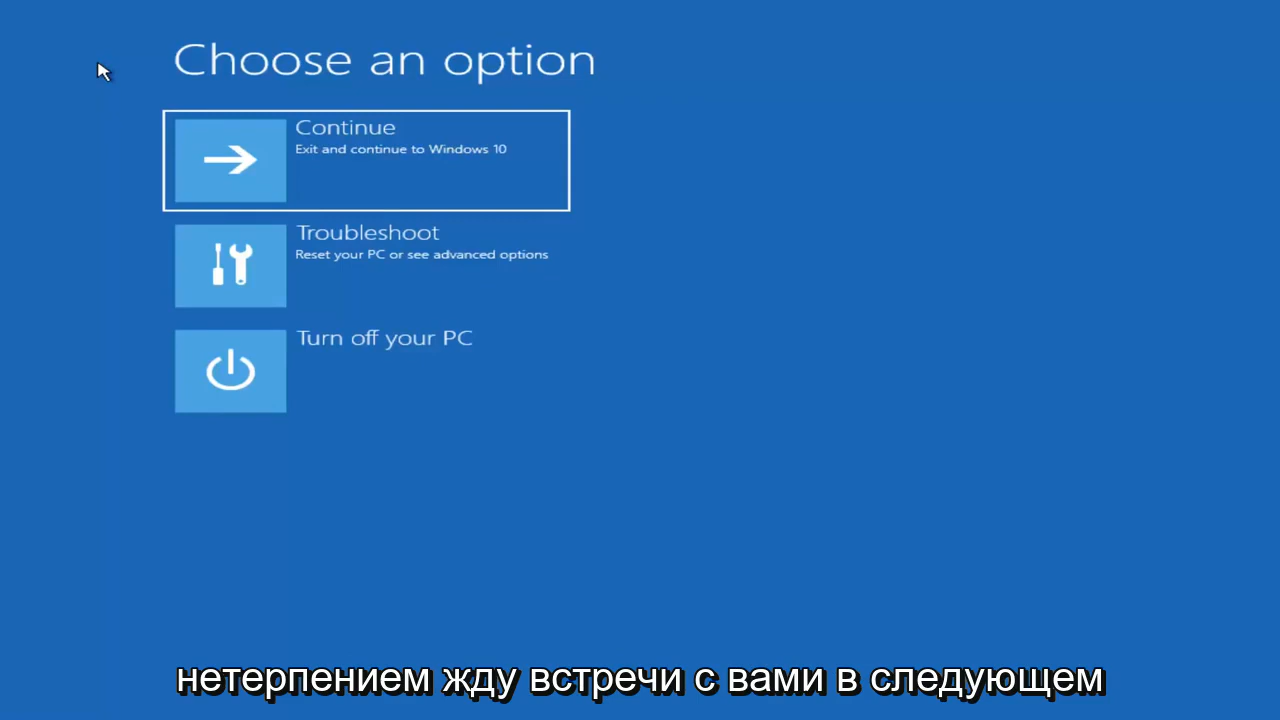 Choose an option
Continue
Exit and continue to Windows 10
Troubleshoot
Reset your PC or see advanced options
Turn off your PC
нетерпением жду встречи с вами в следующем